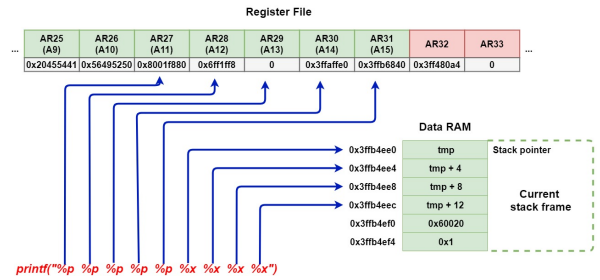 Register File
... AR25 (A9) AR26 (A10) AR27 (A11) AR28 (A12) AR29 (A13) AR30 (A14) AR31 (A15) AR32 AR33 ...
0x20455441 0x56495250 0x8001f880 0x6ff1ff8 0 0x3ffaffe0 0x3ffb6840 0x3ff480a4 0
Data RAM
0x3ffb4ee0 tmp Stack pointer
0x3ffb4ee4 tmp + 4
0x3ffb4ee8 tmp + 8
0x3ffb4eec tmp + 12
0x3ffb4ef0 0x60020
0x3ffb4ef4 0x1
Current
stack frame
printf("%p %p %p %p %p %x %x %x %x")